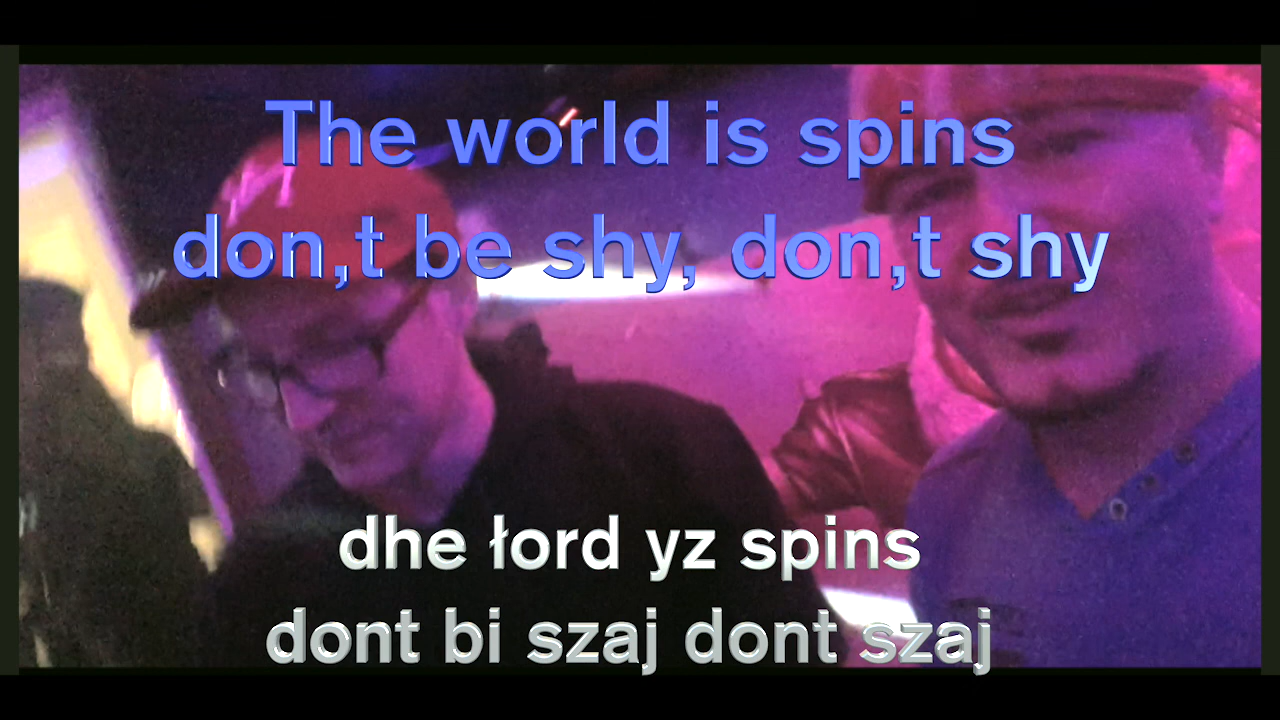 The world is spins
don,t be shy, don,t shy
dhe łord yz spins
dont bi szaj dont szaj